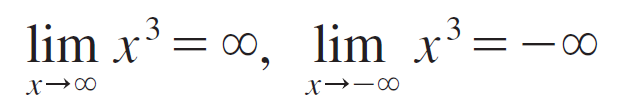 lim x³ = ∞, lim x³ = −∞
x→∞ x→−∞